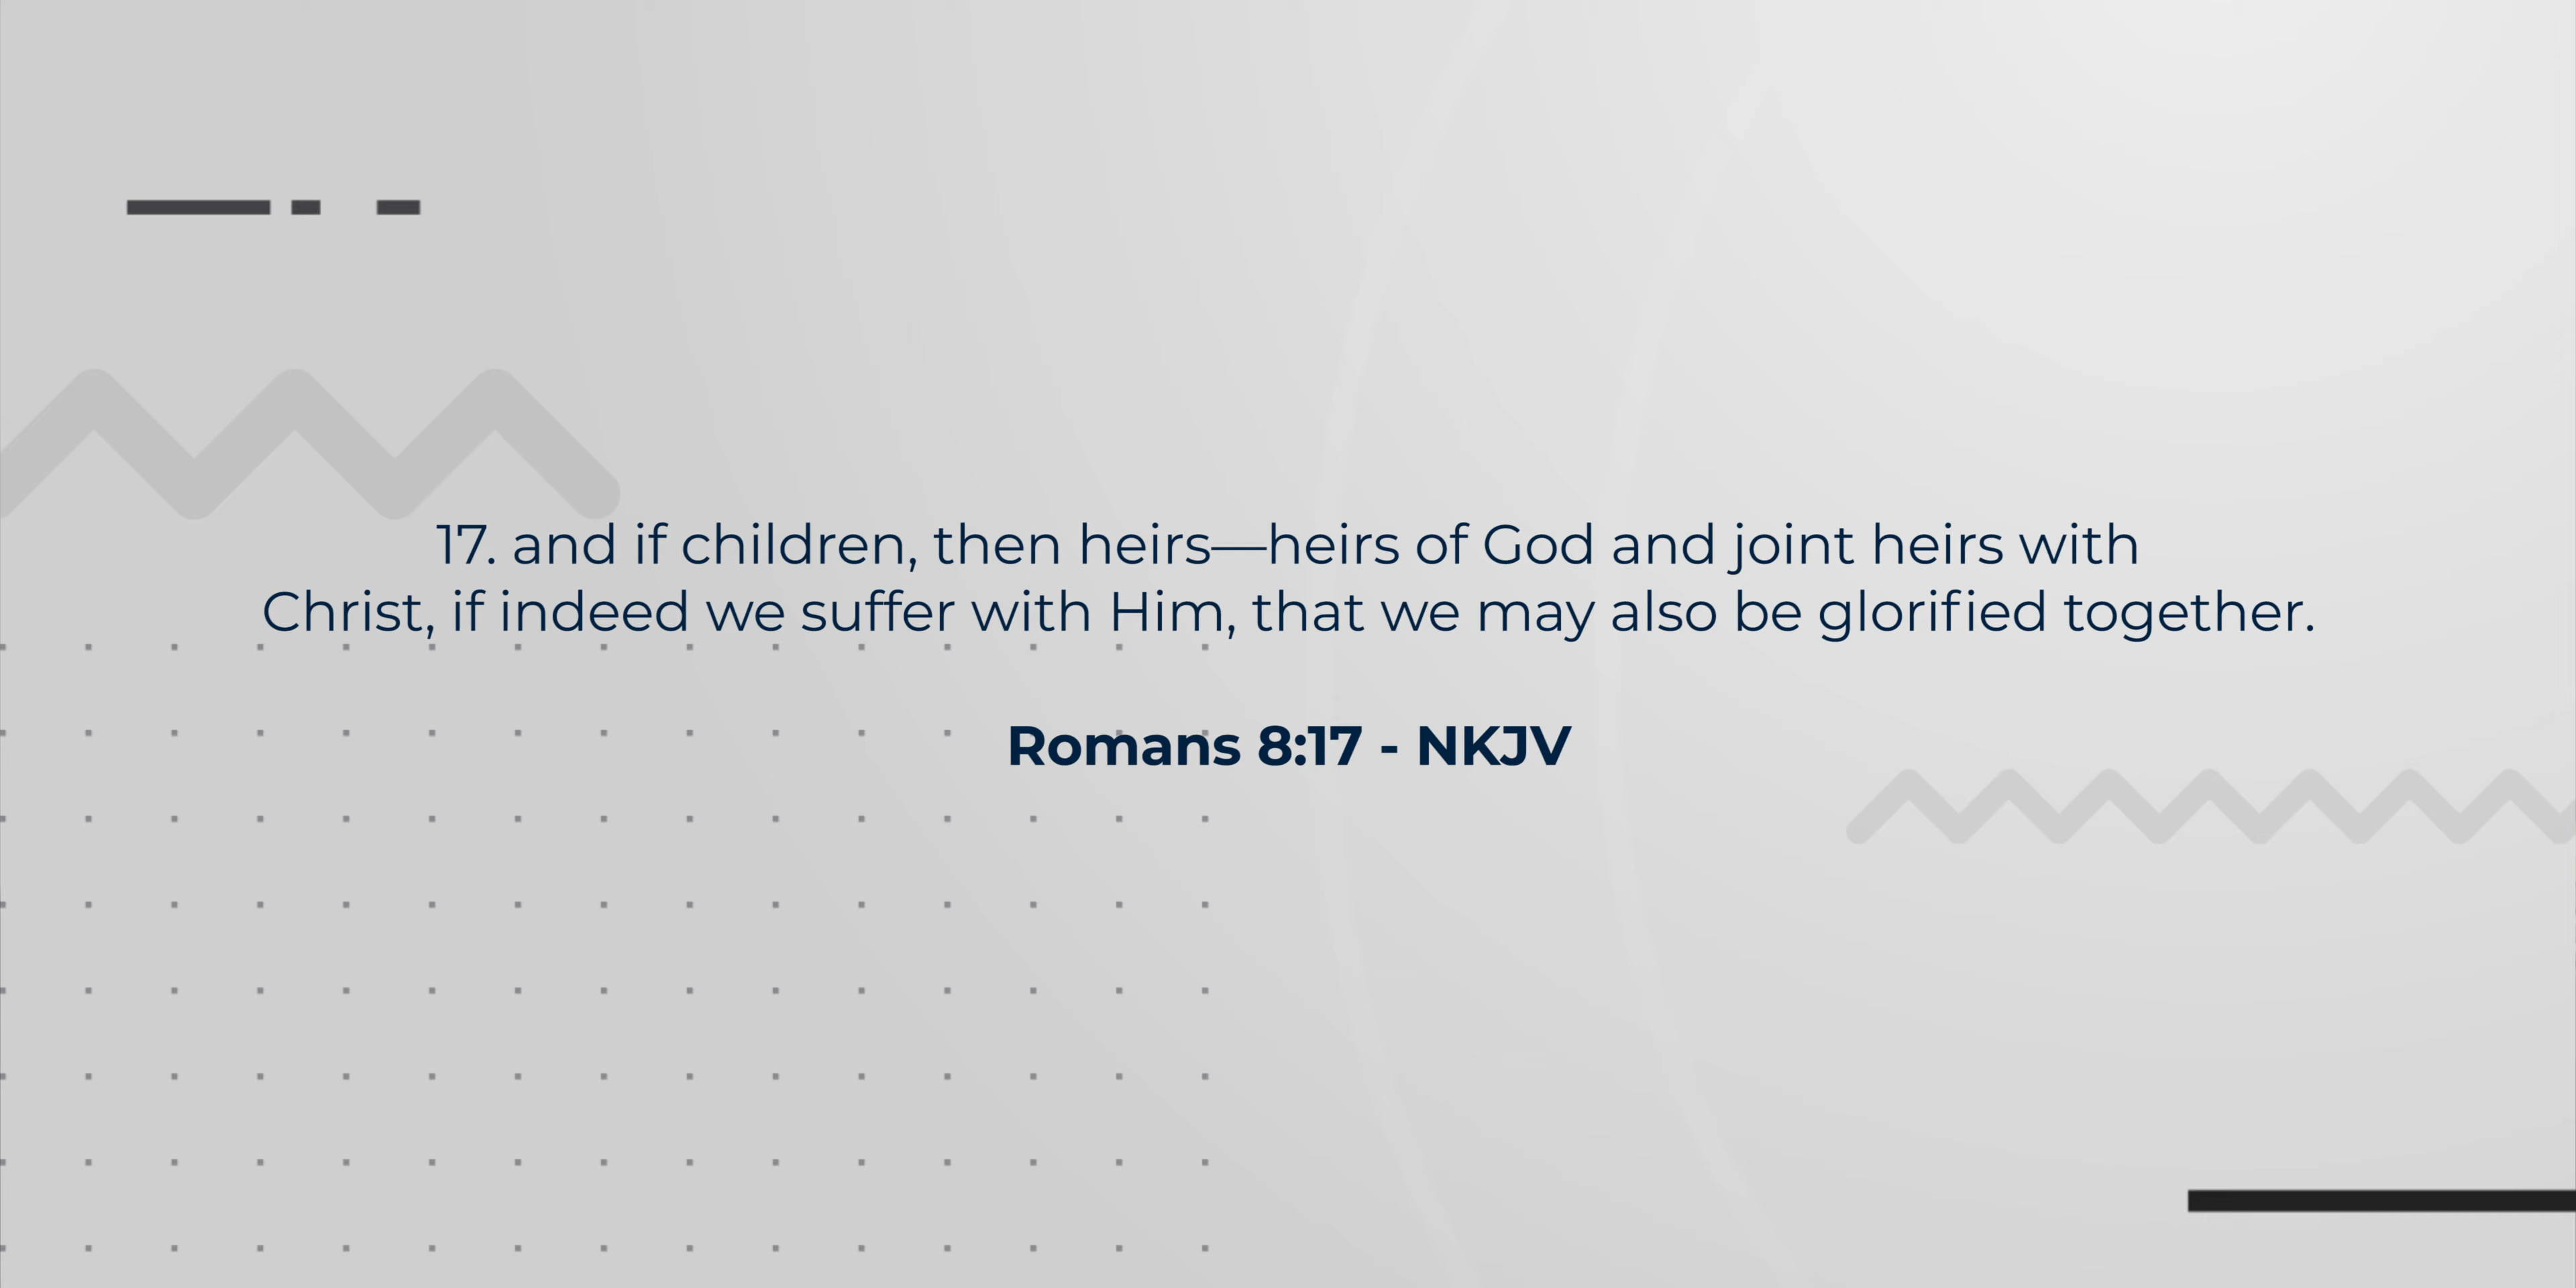 17. and if children, then heirs—heirs of God and joint heirs with
Christ, if indeed we suffer with Him, that we may also be glorified together.
Romans 8:17 - NKJV